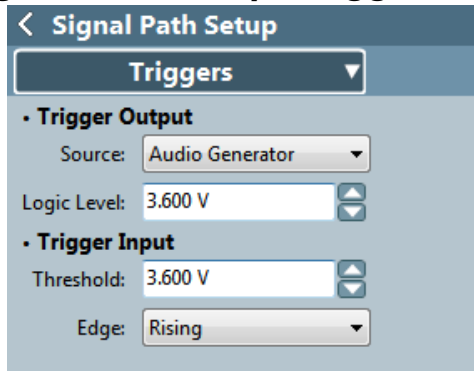 Signal Path Setup
Triggers
• Trigger Output
Source: Audio Generator
Logic Level: 3.600 V
• Trigger Input
Threshold: 3.600 V
Edge: Rising